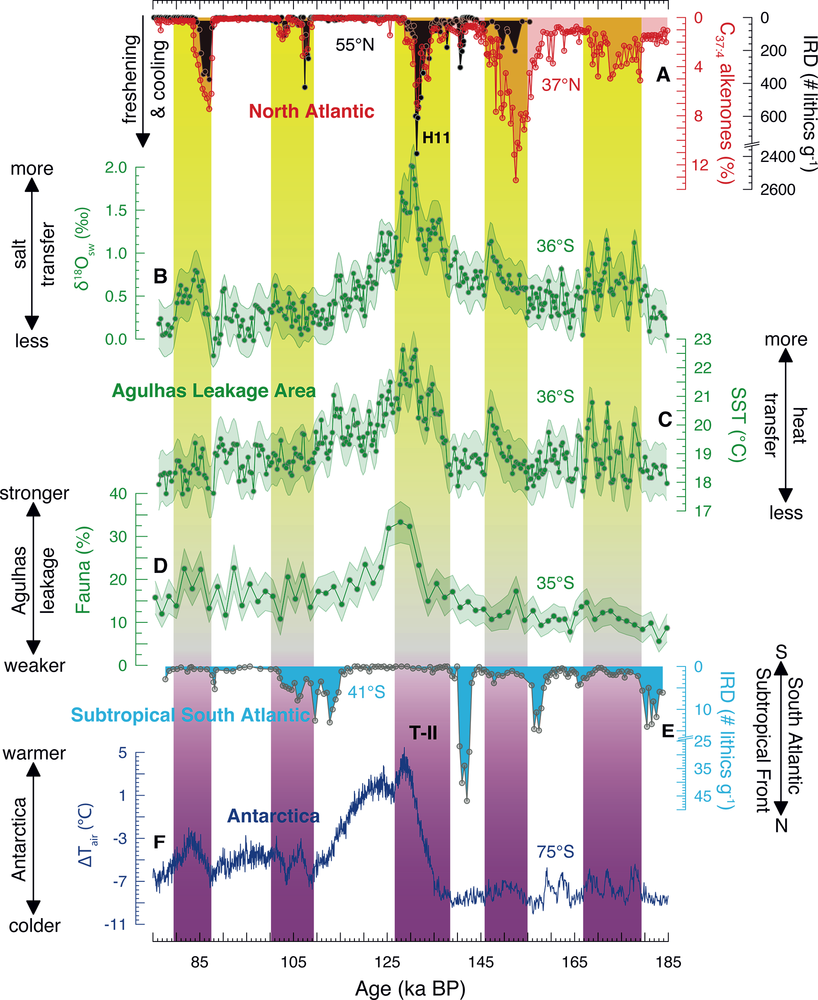 freshening
& cooling
55°N
37°N
North Atlantic
H11
A
0
4
8
12
C37:4 alkenones (%)
0
200
400
600
2400
2600
IRD (# lithics g-1)
more
salt
transfer
less
2.0
1.5
1.0
0.5
0.0
δ18Osw (‰)
B
36°S
Agulhas Leakage Area
36°S
C
23
22
21
20
19
18
17
SST (°C)
more
heat
transfer
less
stronger
Agulhas
leakage
weaker
40
30
20
10
0
Fauna (%)
D
35°S
41°S
Subtropical South Atlantic
T-II
E
0
10
25
35
45
IRD (# lithics g-1)
S
South Atlantic
Subtropical Front
N
warmer
Antarctica
colder
5
1
-3
-7
-11
ΔTair (°C)
Antarctica
F
75°S
85 105 125 145 165 185
Age (ka BP)